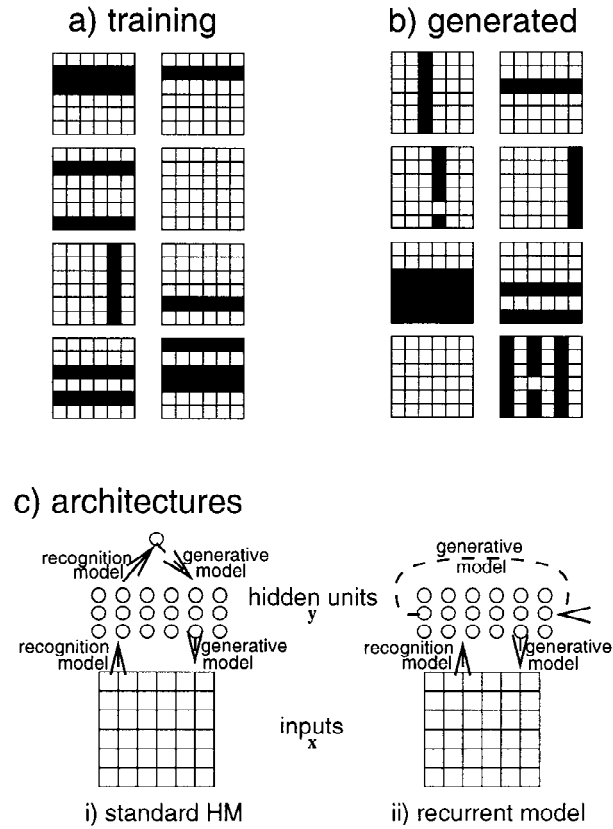 a) training
b) generated
c) architectures
recognition
model
generative
model
hidden units
y
recognition
model
generative
model
inputs
x
i) standard HM
generative
model
recognition
model
generative
model
ii) recurrent model